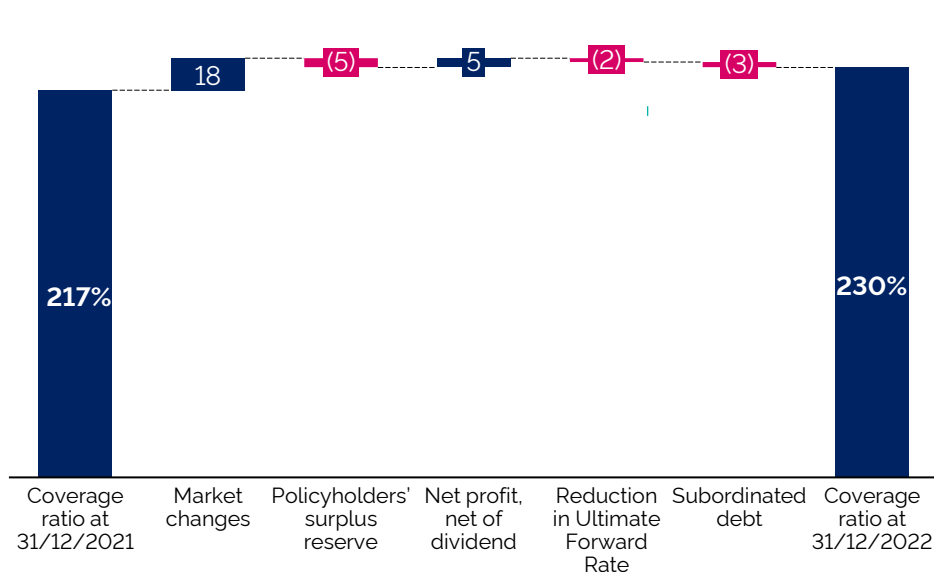 18
(5)
5
(2)
(3)
217%
230%
Coverage
ratio at
31/12/2021
Market
changes
Policyholders’
surplus
reserve
Net profit,
net of
dividend
Reduction
in Ultimate
Forward
Rate
Subordinated
debt
Coverage
ratio at
31/12/2022